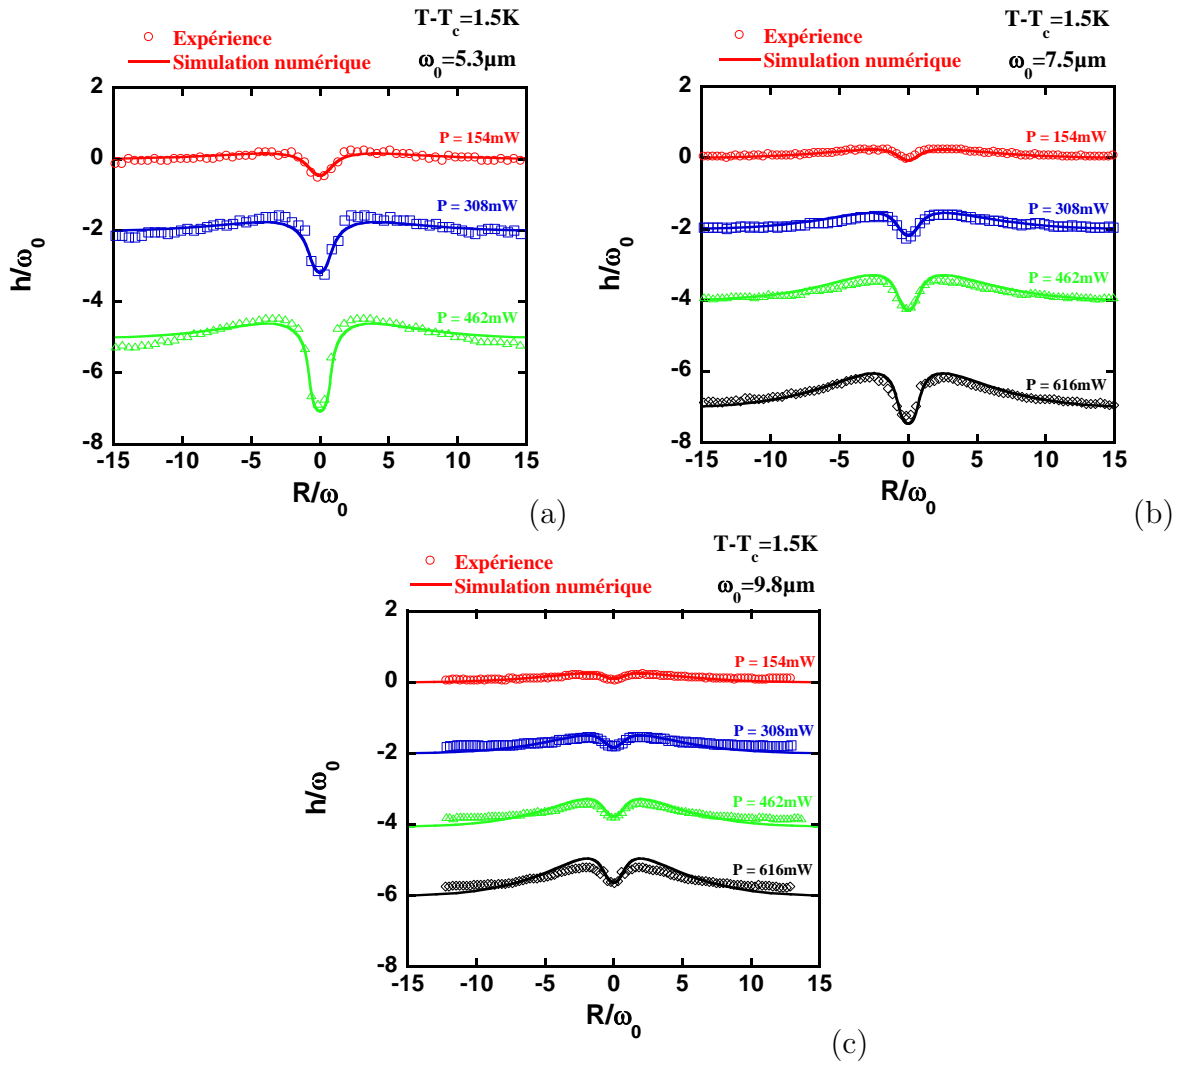 T-Tc=1.5K
Expérience
Simulation numérique
ω0=5.3µm
2
0
-2
-4
-6
-8
P = 154mW
P = 308mW
P = 462mW
h/ω0
-15 -10 -5 0 5 10 15
R/ω0
(a)
T-Tc=1.5K
Expérience
Simulation numérique
ω0=7.5µm
2
0
-2
-4
-6
-8
P = 154mW
P = 308mW
P = 462mW
P = 616mW
h/ω0
-15 -10 -5 0 5 10 15
R/ω0
(b)
T-Tc=1.5K
Expérience
Simulation numérique
ω0=9.8µm
2
0
-2
-4
-6
-8
P = 154mW
P = 308mW
P = 462mW
P = 616mW
h/ω0
-15 -10 -5 0 5 10 15
R/ω0
(c)